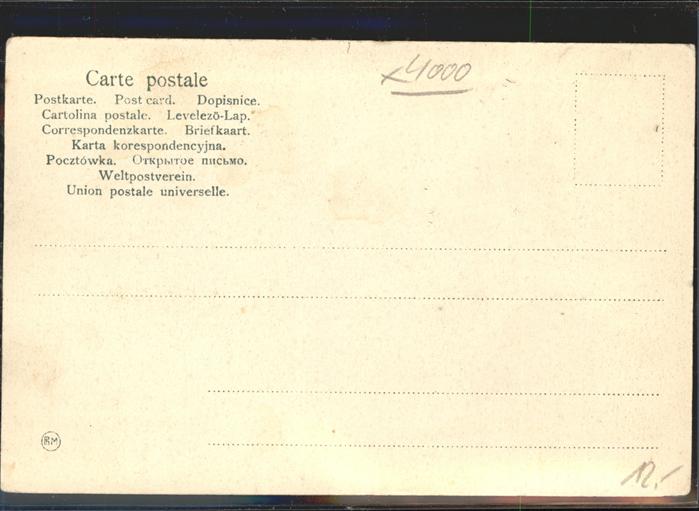 Carte postale
x4000
Postkarte. Post card. Dopisnice.
Cartolina postale. Levelező-Lap.
Correspondenzkarte. Briefkaart.
Karta korespondencyjna.
Pocztówka. Открытое письмо.
Weltpostverein.
Union postale universelle.
RM
12,-